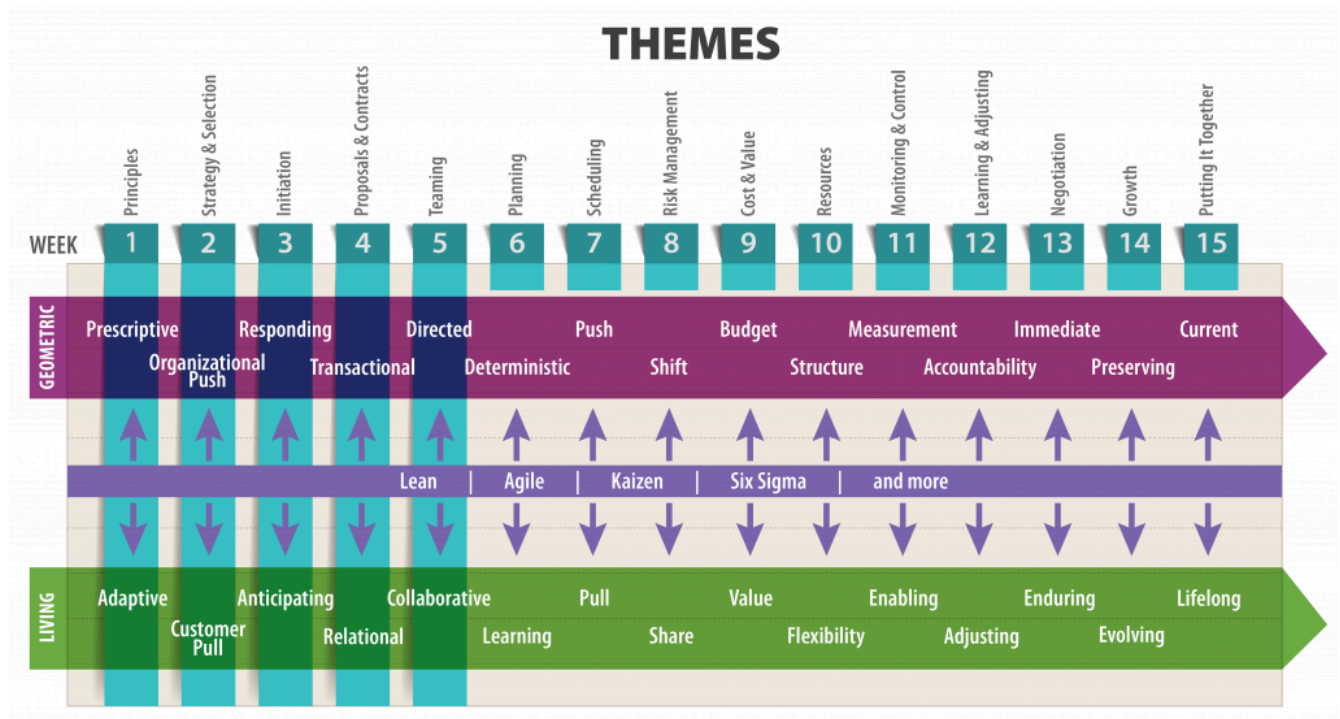 THEMES
Principles
Strategy & Selection
Initiation
Proposals & Contracts
Teaming
Planning
Scheduling
Risk Management
Cost & Value
Resources
Monitoring & Control
Learning & Adjusting
Negotiation
Growth
Putting It Together
WEEK 1 2 3 4 5 6 7 8 9 10 11 12 13 14 15
GEOMETRIC
Prescriptive Responding Directed Push Budget Measurement Immediate Current
Organizational
Push
Transactional Deterministic Shift Structure Accountability Preserving
Lean | Agile | Kaizen | Six Sigma | and more
LIVING
Adaptive Anticipating Collaborative Pull Value Enabling Enduring Lifelong
Customer
Pull
Relational Learning Share Flexibility Adjusting Evolving